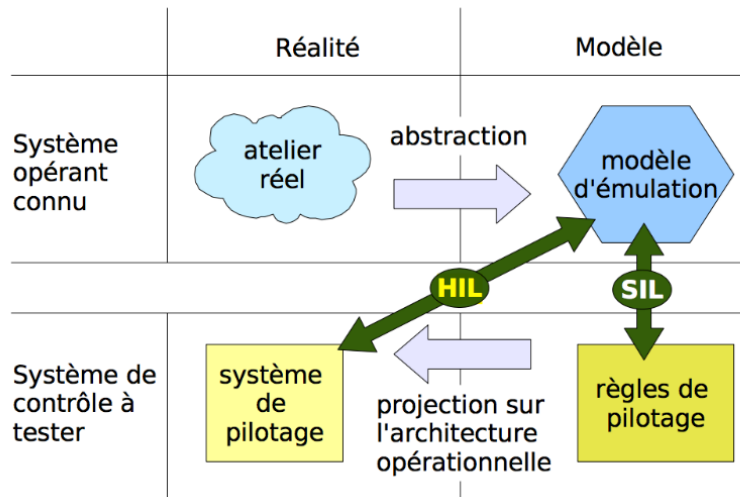 Réalité
Modèle
Système
opérant
connu
atelier
réel
abstraction
modèle
d'émulation
HIL
SIL
Système de
contrôle à
tester
système
de
pilotage
projection sur
l'architecture
opérationnelle
règles de
pilotage